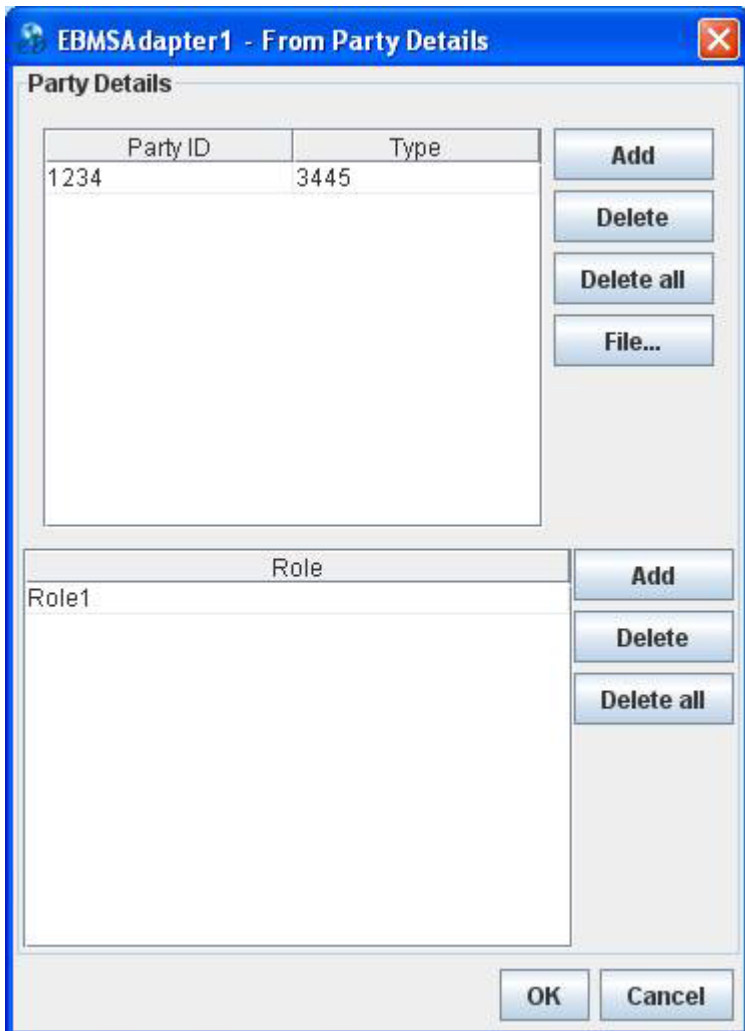 EBMSAdapter1 - From Party Details
Party Details
Party ID Type
1234 3445
Add
Delete
Delete all
File...
Role
Role1
Add
Delete
Delete all
OK Cancel